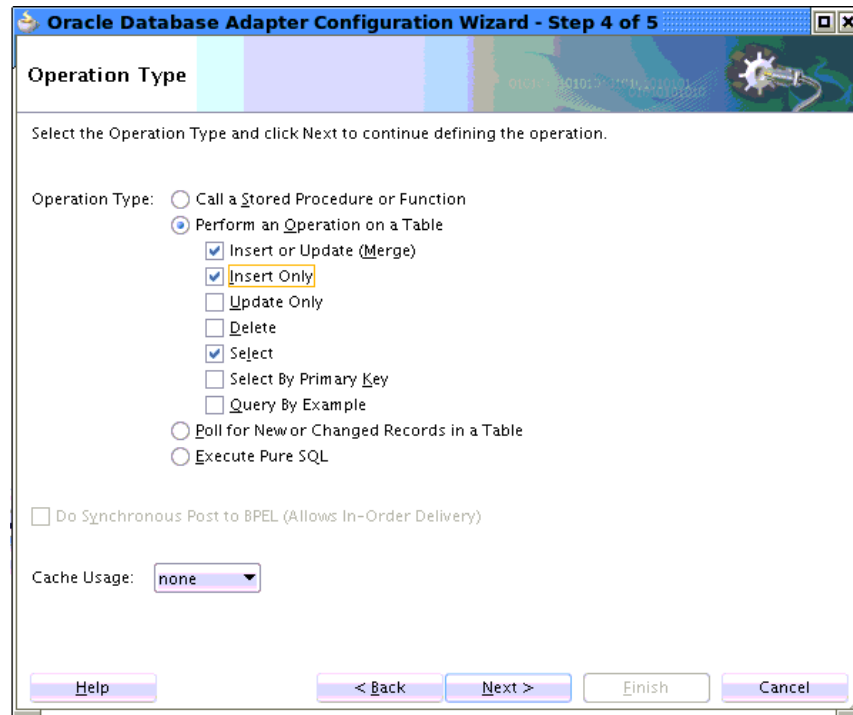 Oracle Database Adapter Configuration Wizard - Step 4 of 5
Operation Type
Select the Operation Type and click Next to continue defining the operation.
Operation Type: Call a Stored Procedure or Function
Perform an Operation on a Table
Insert or Update (Merge)
Insert Only
Update Only
Delete
Select
Select By Primary Key
Query By Example
Poll for New or Changed Records in a Table
Execute Pure SQL
Do Synchronous Post to BPEL (Allows In-Order Delivery)
Cache Usage: none
Help < Back Next > Finish Cancel